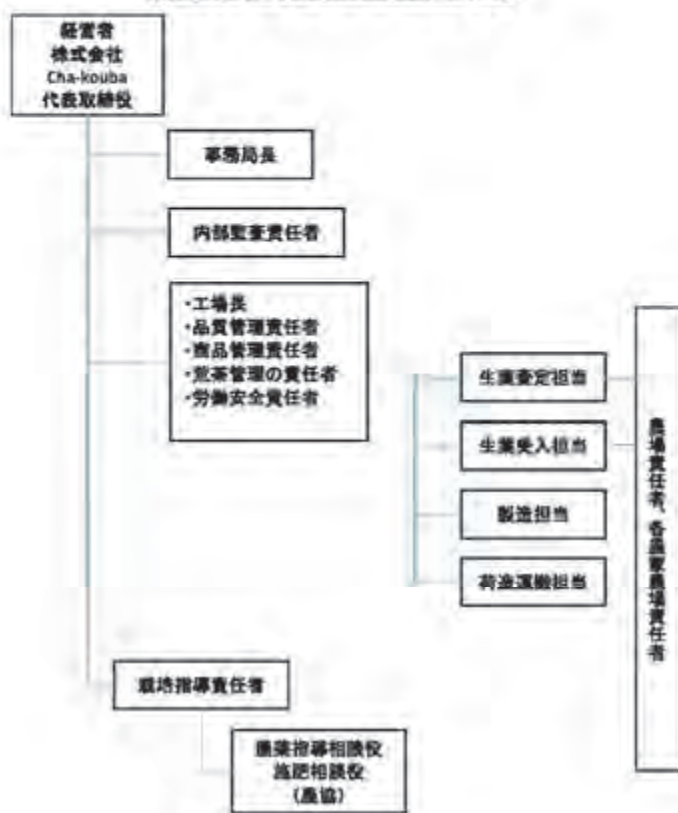 経営者
株式会社
Cha-kouba
代表取締役
事務局長
内部監査責任者
・工場長
・品質管理責任者
・商品管理責任者
・荒茶管理の責任者
・労働安全責任者
生葉査定担当
生葉受入担当
製造担当
荷造運搬担当
農場責任者、各農家農場責任者
栽培指導責任者
農薬指導相談役
施肥相談役
(農協)